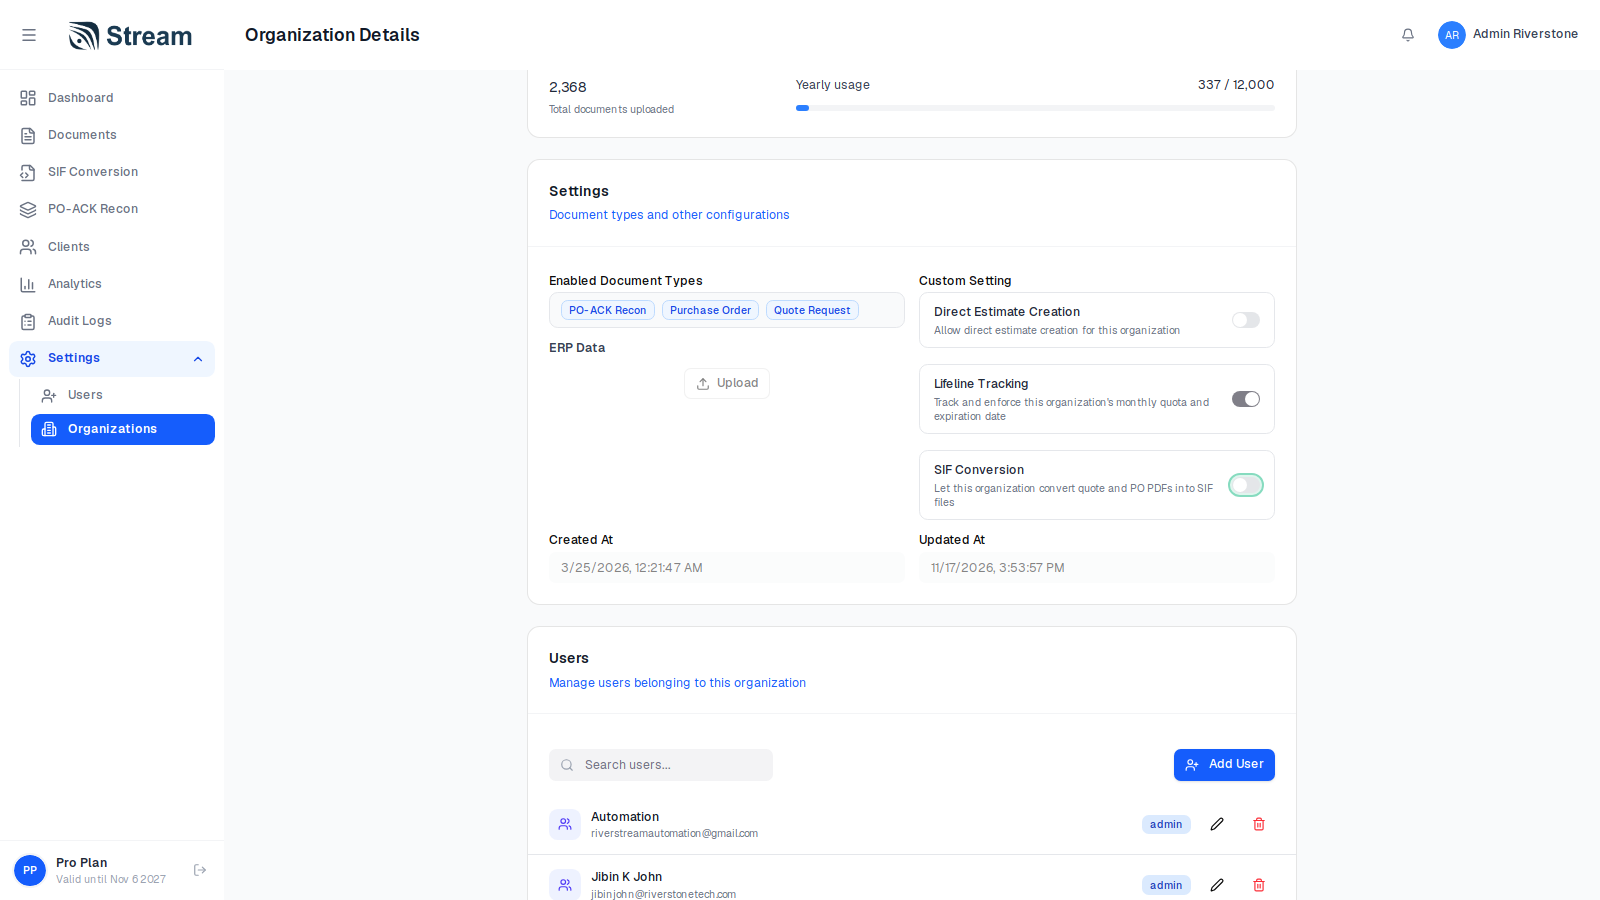 Stream
Organization Details
AR
Admin Riverstone
Dashboard
Documents
SIF Conversion
PO-ACK Recon
Clients
Analytics
Audit Logs
Settings
Users
Organizations
PP
Pro Plan
Valid until Nov 6 2027
2,368
Total documents uploaded
Yearly usage
337 / 12,000
Settings
Document types and other configurations
Enabled Document Types
PO-ACK Recon
Purchase Order
Quote Request
ERP Data
Upload
Custom Setting
Direct Estimate Creation
Allow direct estimate creation for this organization
Lifeline Tracking
Track and enforce this organization's monthly quota and
expiration date
SIF Conversion
Let this organization convert quote and PO PDFs into SIF
files
Created At
3/25/2026, 12:21:47 AM
Updated At
11/17/2026, 3:53:57 PM
Users
Manage users belonging to this organization
Search users...
Add User
Automation
riverstreamautomation@gmail.com
admin
Jibin K John
jibinjohn@riverstonetech.com
admin